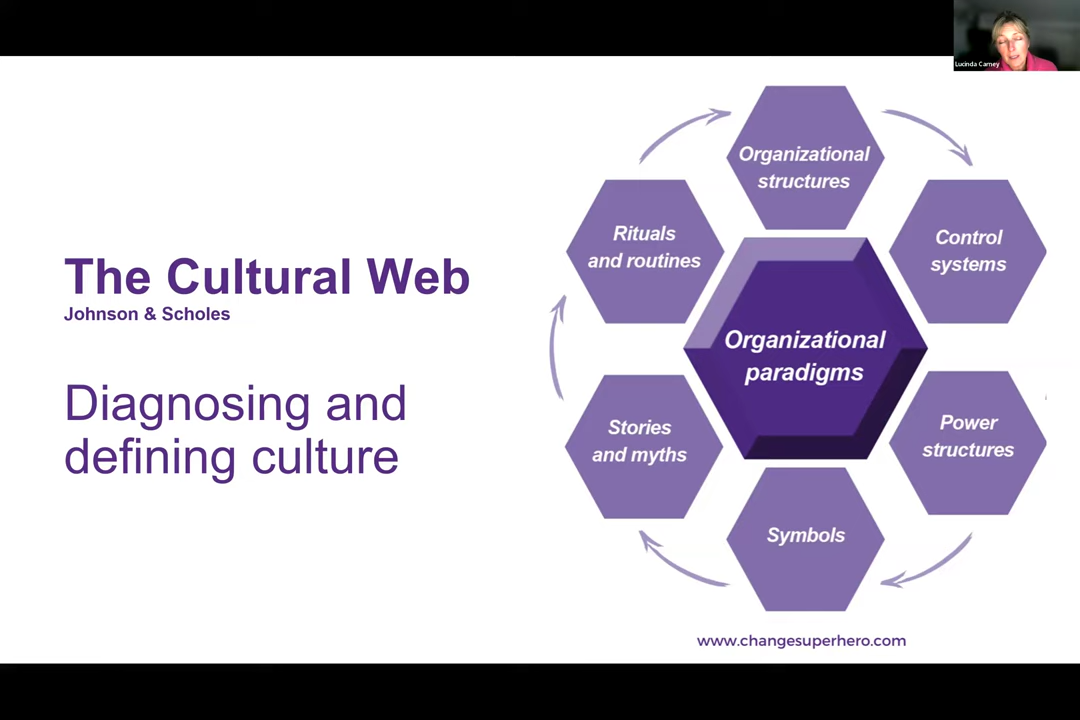 Lucinda Carney
The Cultural Web
Johnson & Scholes
Diagnosing and
defining culture
Organizational
structures
Control
systems
Power
structures
Symbols
Stories
and myths
Rituals
and routines
Organizational
paradigms
www.changesuperhero.com